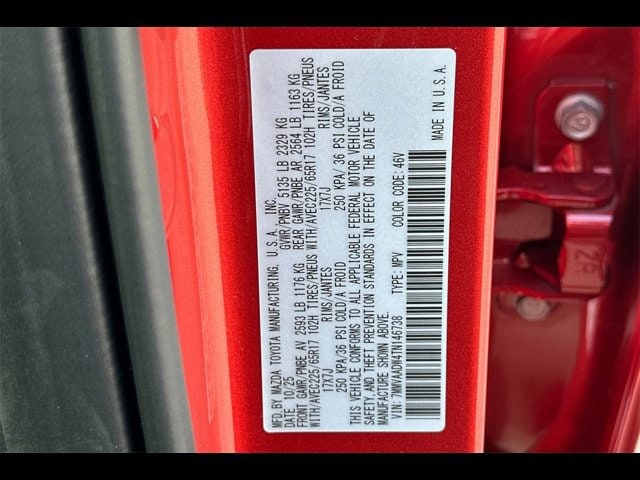 MFD.BY MAZDA TOYOTA MANUFACTURING, U.S.A. INC.
DATE 10/25 GVWR/PNBV 5135 LB 2329 KG
FRONT GAWR/PNBE AV 2593 LB 1176 KG REAR GAWR/PNBE AR 2564 LB 1163 KG
WITH/AVEC225/65R17 102H TIRES/PNEUS WITH/AVEC225/65R17 102H TIRES/PNEUS
17X7J RIMS/JANTES 17X7J RIMS/JANTES
250 KPA/36 PSI COLD/A FROID 250 KPA/ 36 PSI COLD/A FROID
THIS VEHICLE CONFORMS TO ALL APPLICABLE FEDERAL MOTOR VEHICLE
SAFETY, AND THEFT PREVENTION STANDARDS IN EFFECT ON THE DATE OF
MANUFACTURE SHOWN ABOVE.
VIN: 7MMVAADW4TN146738 TYPE: MPV COLOR CODE: 46V
MADE IN U.S.A.